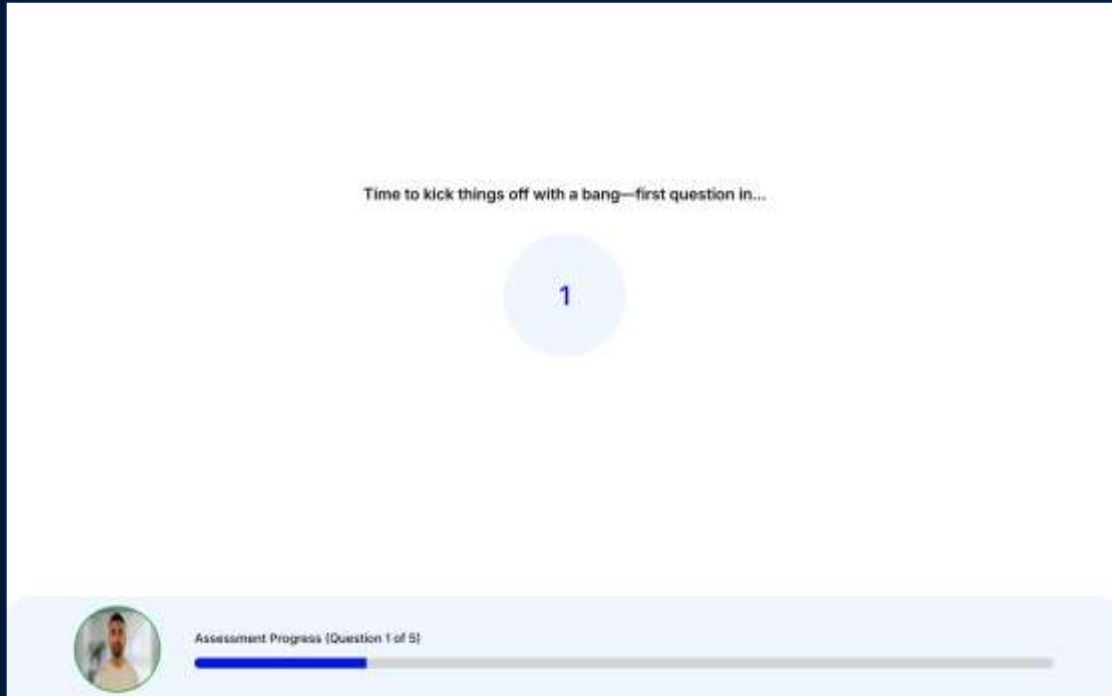 Time to kick things off with a bang—first question in...
1
Assessment Progress (Question 1 of 5)